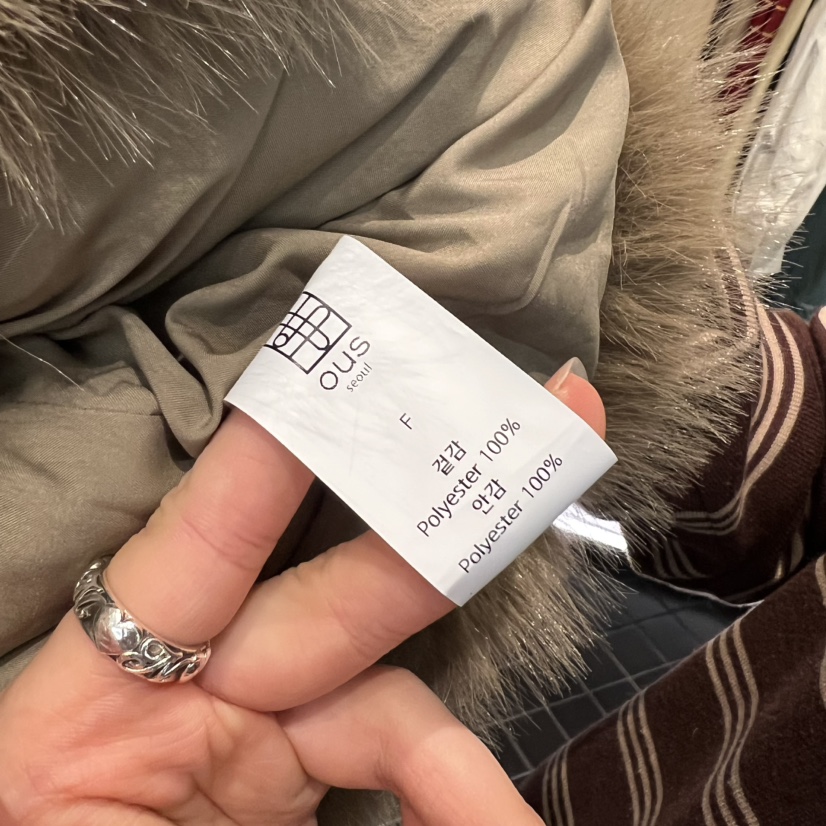 ous
seoul
F
겉감
Polyester 100%
안감
Polyester 100%